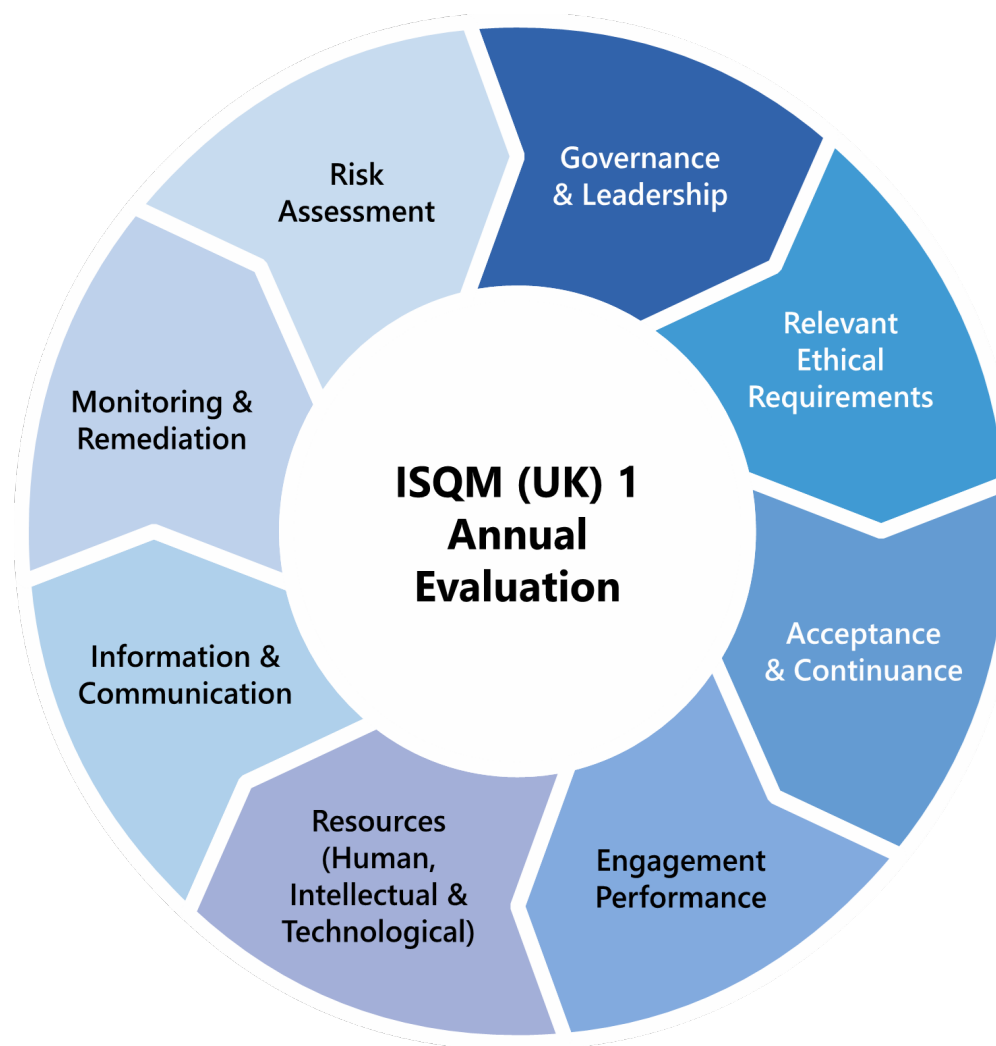 Governance
& Leadership
Relevant
Ethical
Requirements
Acceptance
& Continuance
Engagement
Performance
Resources
(Human,
Intellectual &
Technological)
Information &
Communication
Monitoring &
Remediation
Risk
Assessment
ISQM (UK) 1
Annual
Evaluation